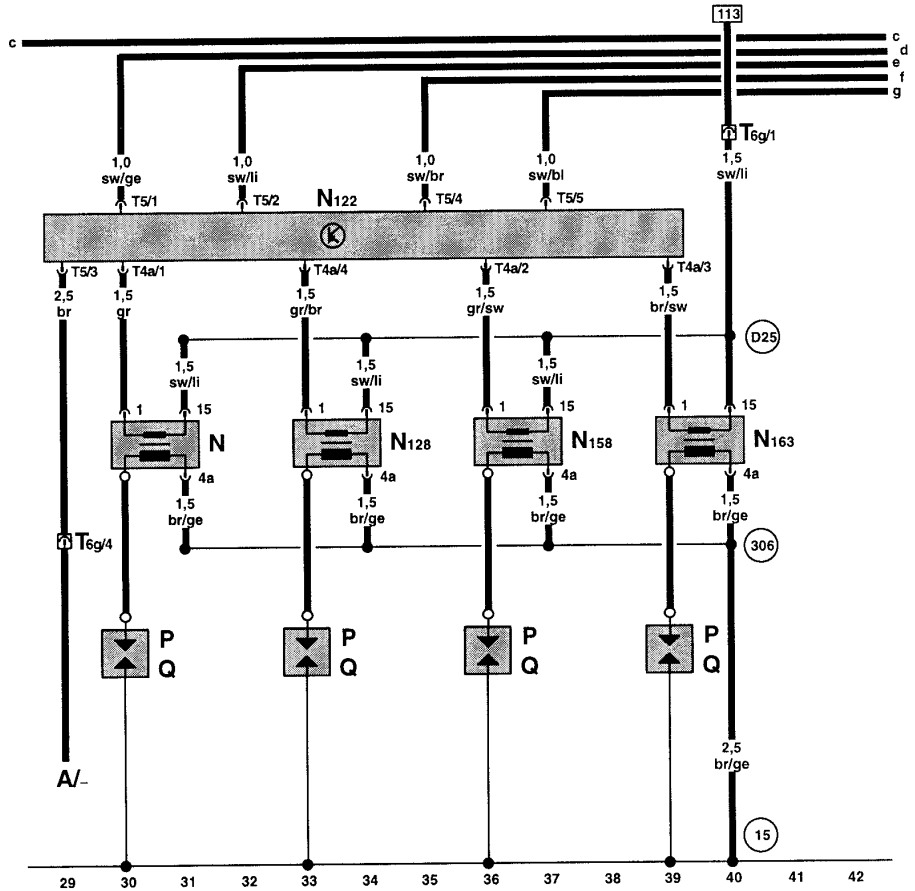 113
c
c
d
e
f
g
T6g/1
1,0 1,0 1,0 1,0 1,5
sw/ge sw/li sw/br sw/bl sw/li
T5/1 T5/2 N122 T5/4 T5/5
T5/3 T4a/1 T4a/4 T4a/2 T4a/3
2,5 1,5 1,5 1,5 1,5
br gr gr/br gr/sw br/sw
D25
1,5 1,5 1,5
sw/li sw/li sw/li
1 15 1 15 1 15 1 15
N N128 N158 N163
4a 4a 4a 4a
1,5 1,5 1,5 1,5
br/ge br/ge br/ge br/ge
T6g/4
306
P P P P
Q Q Q Q
2,5
br/ge
A/–
15
29 30 31 32 33 34 35 36 37 38 39 40 41 42